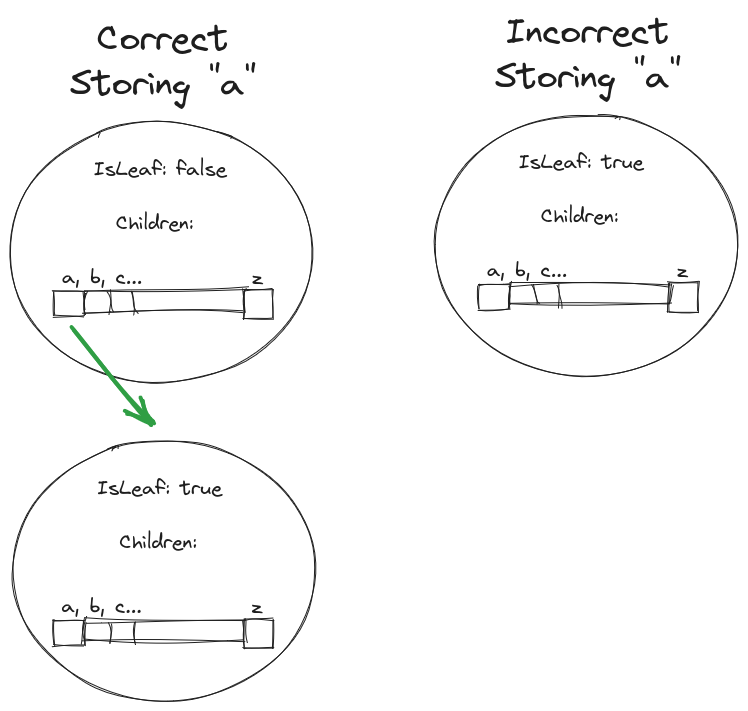 Correct
Storing "a"
IsLeaf: false
Children:
a, b, c... z
IsLeaf: true
Children:
a, b, c... z
Incorrect
Storing "a"
IsLeaf: true
Children:
a, b, c... z